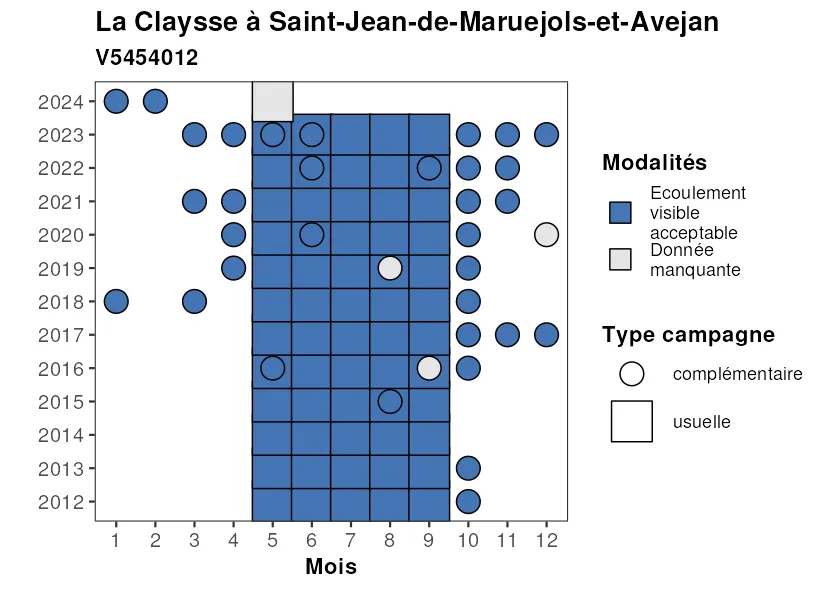 La Claysse à Saint-Jean-de-Maruejols-et-Avejan
V5454012
2024
2023
2022
2021
2020
2019
2018
2017
2016
2015
2014
2013
2012
1 2 3 4 5 6 7 8 9 10 11 12
Mois
Modalités
Ecoulement
visible
acceptable
Donnée
manquante
Type campagne
complémentaire
usuelle